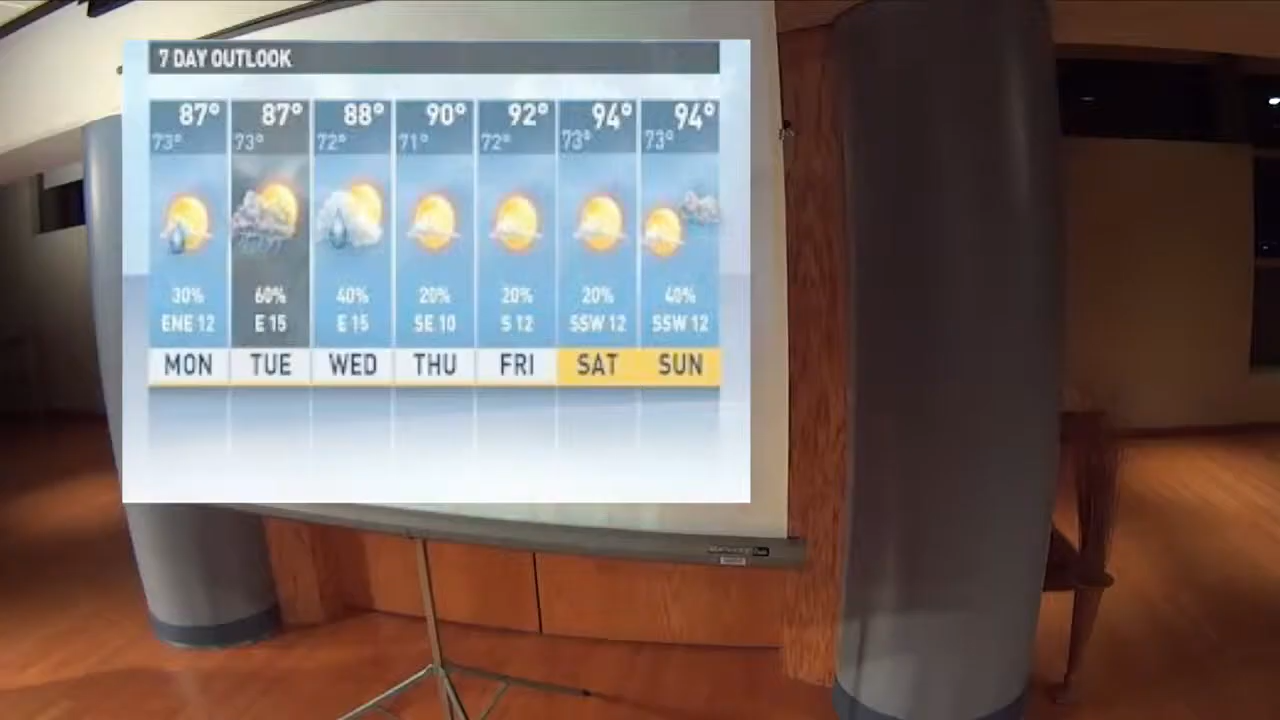 7 DAY OUTLOOK
87° 87° 88° 90° 92° 94° 94°
73° 73° 72° 71° 72° 73° 73°
30% 60% 40% 20% 20% 20% 40%
ENE 12 E 15 E 15 SE 10 S 12 SSW 12 SSW 12
MON TUE WED THU FRI SAT SUN